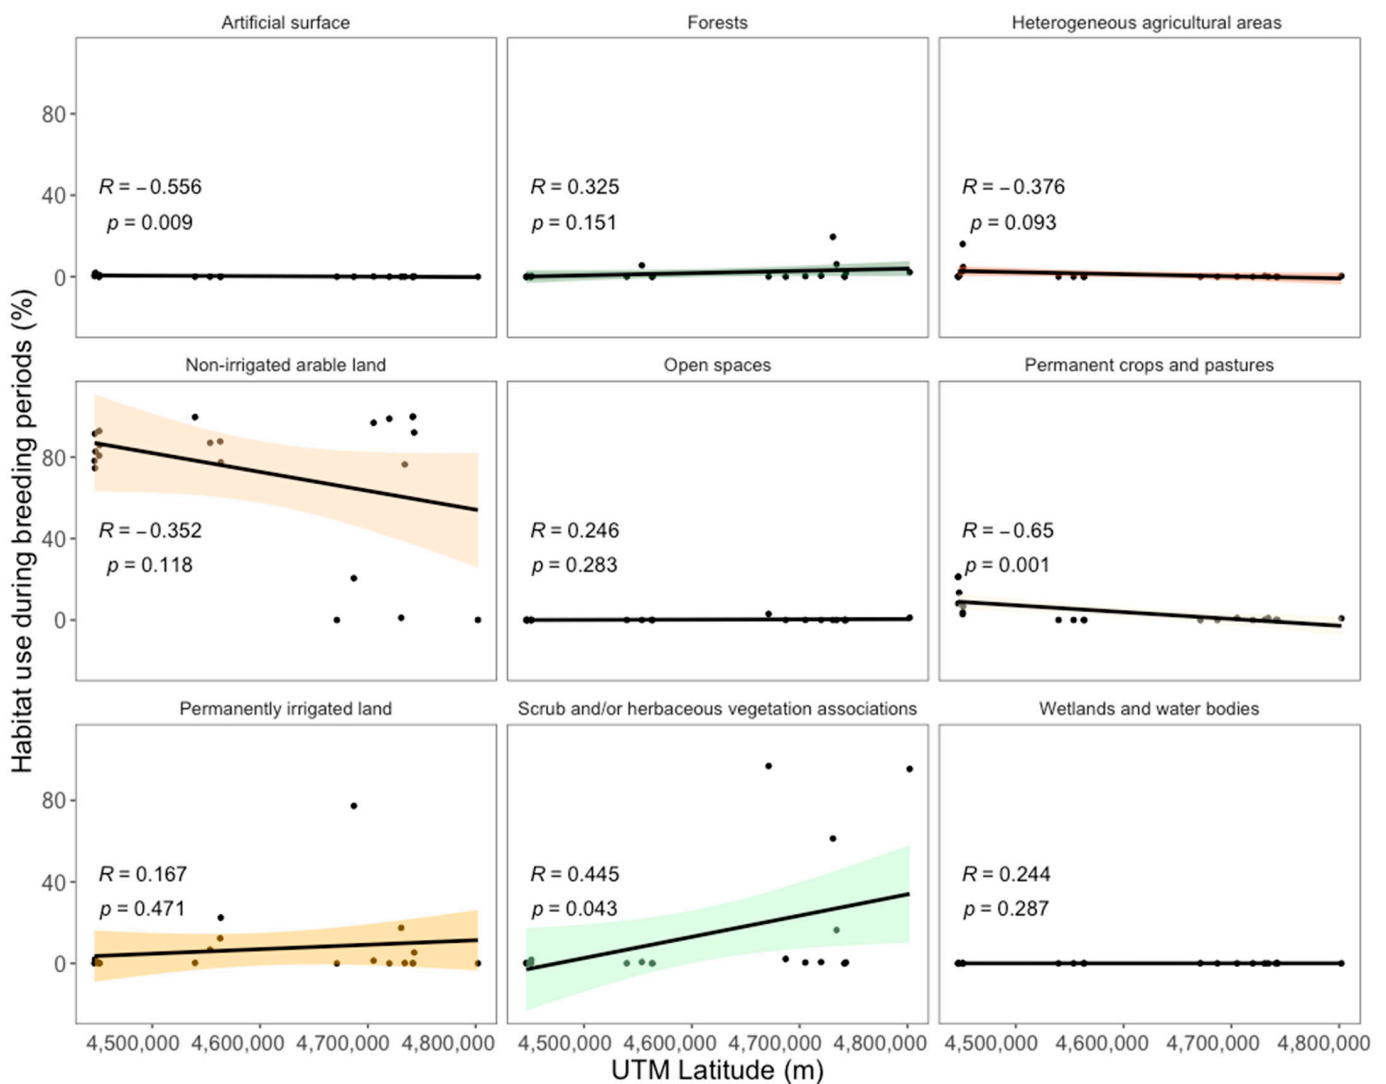 Artificial surface
Forests
Heterogeneous agricultural areas
80
40
0
R = −0.556
p = 0.009
R = 0.325
p = 0.151
R = −0.376
p = 0.093
Habitat use during breeding periods (%)
Non-irrigated arable land
Open spaces
Permanent crops and pastures
80
40
0
R = −0.352
p = 0.118
R = 0.246
p = 0.283
R = −0.65
p = 0.001
Permanently irrigated land
Scrub and/or herbaceous vegetation associations
Wetlands and water bodies
80
40
0
R = 0.167
p = 0.471
R = 0.445
p = 0.043
R = 0.244
p = 0.287
4,500,000 4,600,000 4,700,000 4,800,000
4,500,000 4,600,000 4,700,000 4,800,000
4,500,000 4,600,000 4,700,000 4,800,000
UTM Latitude (m)